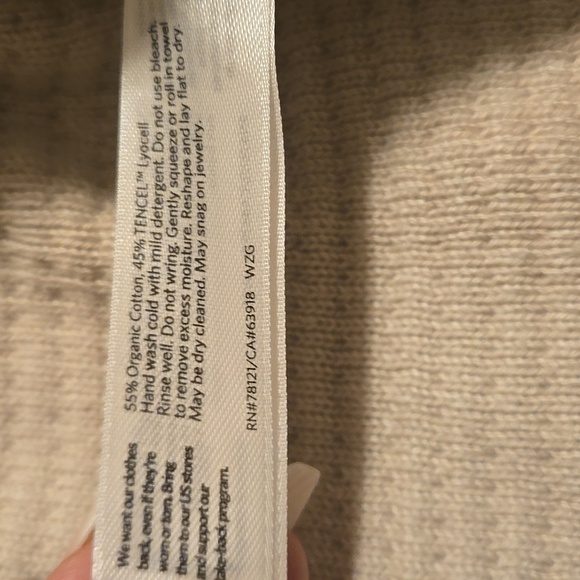 55% Organic Cotton, 45% TENCEL™ Lyocell
Hand wash cold with mild detergent. Do not use bleach.
Rinse well. Do not wring. Gently squeeze or roll in towel
to remove excess moisture. Reshape and lay flat to dry.
May be dry cleaned. May snag on jewelry.
RN#78121/CA#63918 WZG
We want our clothes
back, even if they're
worn or torn. Bring
them to our US stores
and support our
take-back program.